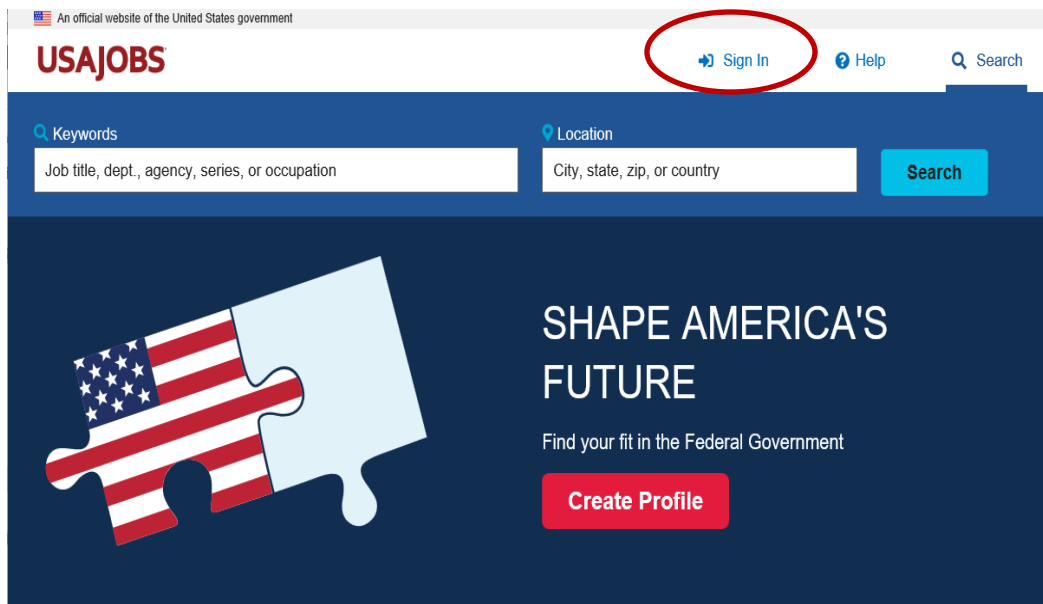 An official website of the United States government
USAJOBS
Sign In
Help
Search
Keywords
Location
Job title, dept., agency, series, or occupation
City, state, zip, or country
Search
SHAPE AMERICA'S
FUTURE
Find your fit in the Federal Government
Create Profile